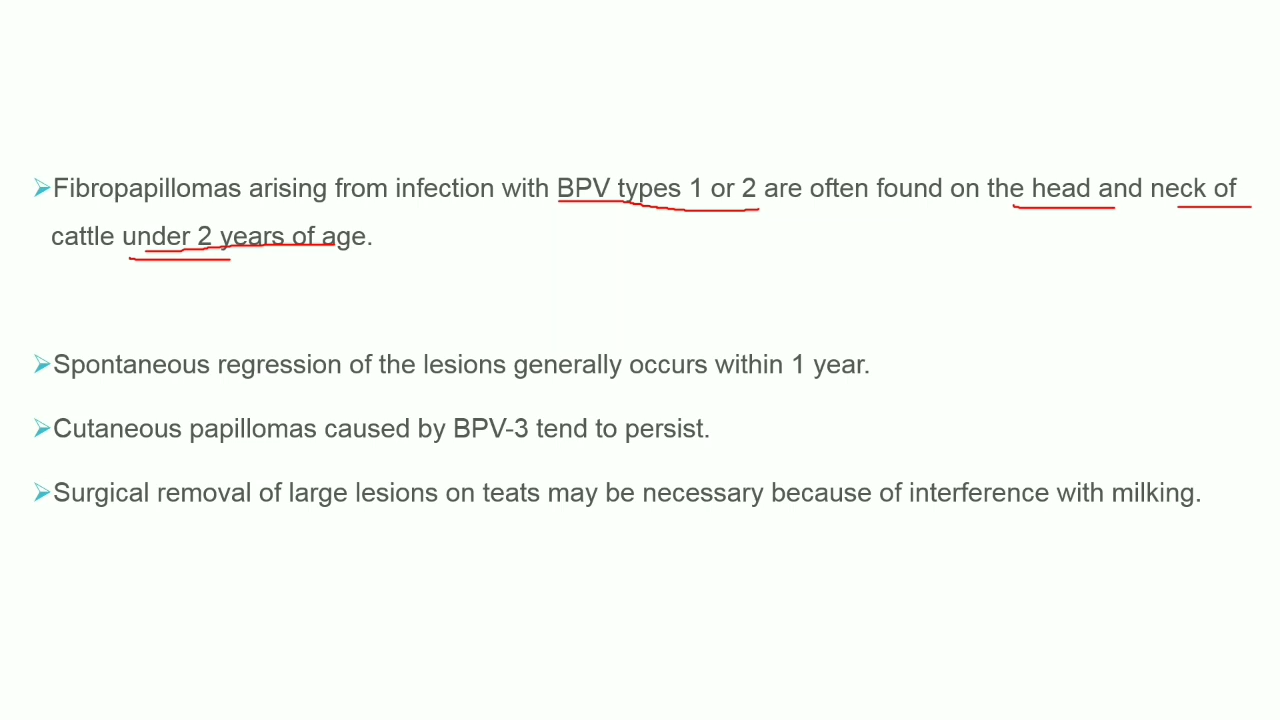 ➢Fibropapillomas arising from infection with BPV types 1 or 2 are often found on the head and neck of
cattle under 2 years of age.
➢Spontaneous regression of the lesions generally occurs within 1 year.
➢Cutaneous papillomas caused by BPV-3 tend to persist.
➢Surgical removal of large lesions on teats may be necessary because of interference with milking.